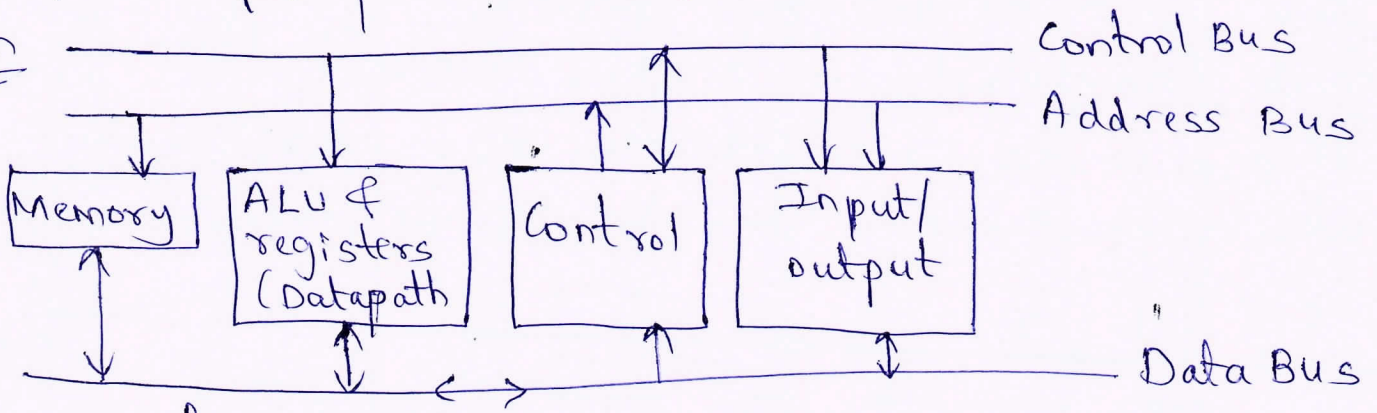 Control Bus
Address Bus
Memory
ALU &
registers
(Datapath
Control
Input/
output
Data Bus